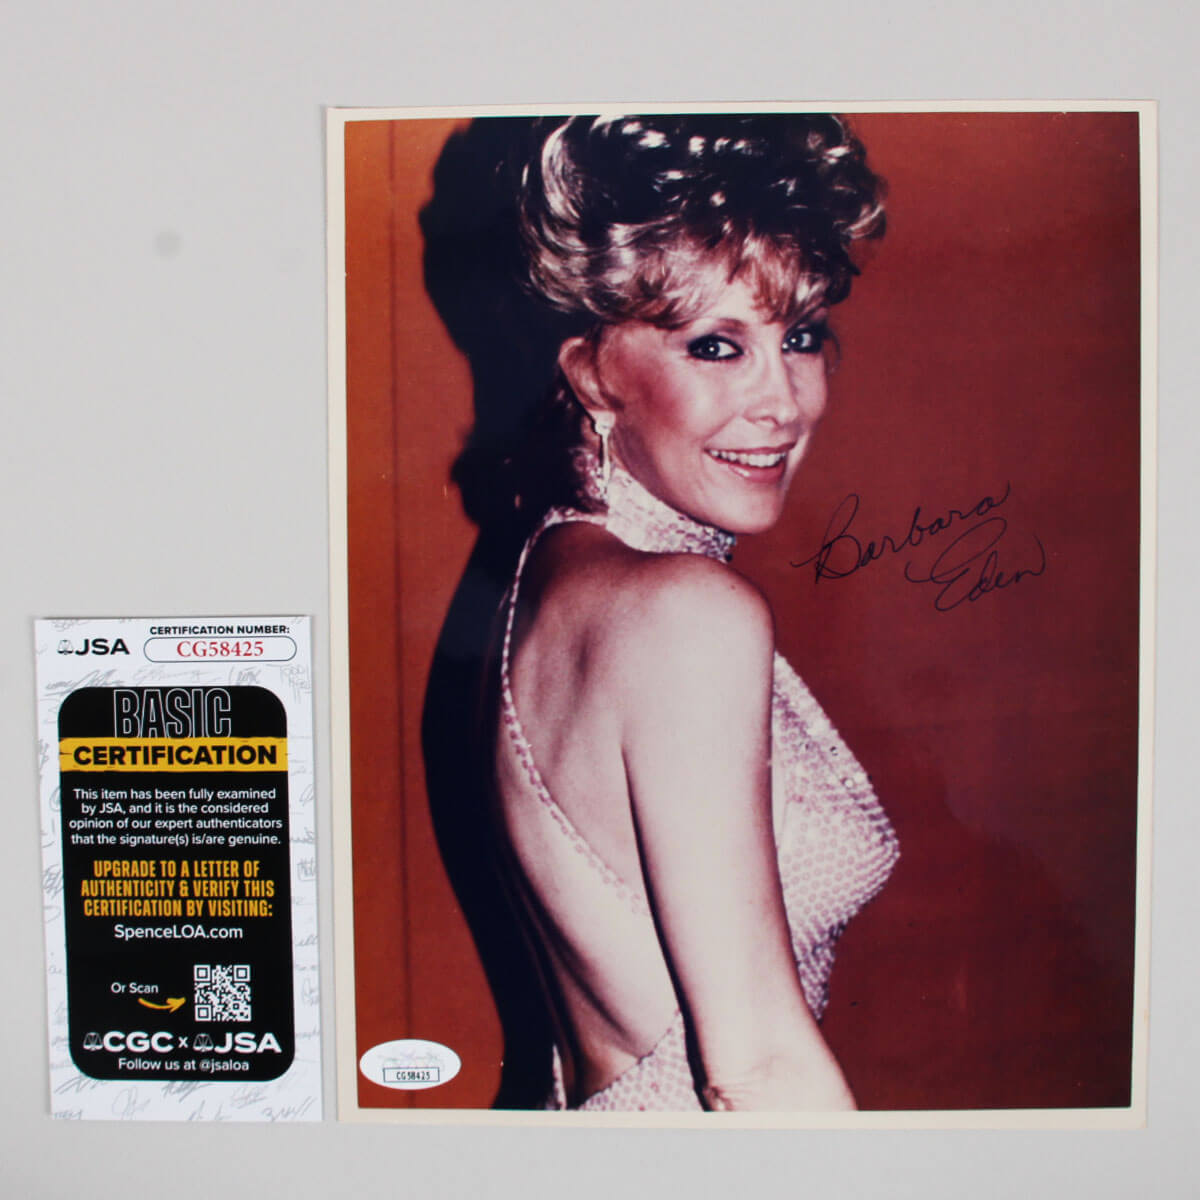 Barbara
Eden
JSA
CERTIFICATION NUMBER:
CG58425
BASIC
CERTIFICATION
This item has been fully examined
by JSA, and it is the considered
opinion of our expert authenticators
that the signature(s) is/are genuine.
UPGRADE TO A LETTER OF
AUTHENTICITY & VERIFY THIS
CERTIFICATION BY VISITING:
SpenceLOA.com
Or Scan
CGC x JSA
Follow us at @jsaloa
CG58425